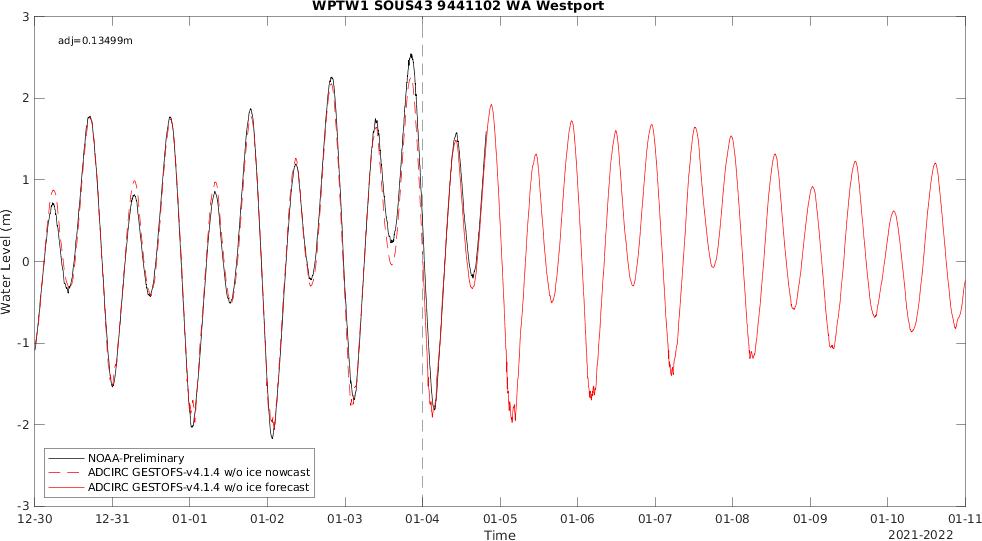 WPTW1 SOUS43 9441102 WA Westport
adj=0.13499m
3
2
1
0
-1
-2
-3
Water Level (m)
NOAA-Preliminary
ADCIRC GESTOFS-v4.1.4 w/o ice nowcast
ADCIRC GESTOFS-v4.1.4 w/o ice forecast
12-30 12-31 01-01 01-02 01-03 01-04 01-05 01-06 01-07 01-08 01-09 01-10 01-11
Time
2021-2022